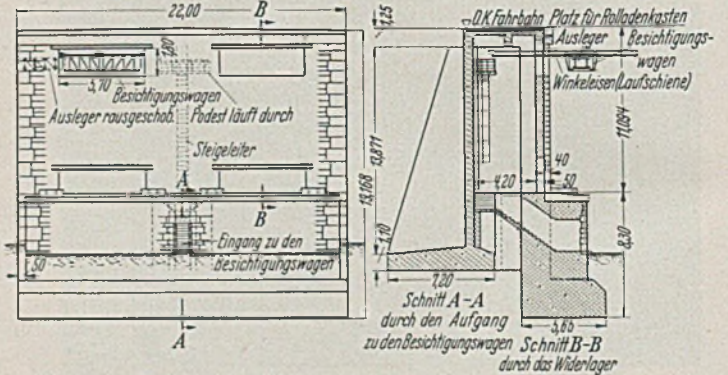 22,00
B
1,80
5,70
Besichtigungswagen
Ausleger rausgeschob.
Podest läuft durch
Steigeleiter
A
B
Eingang zu den
Besichtigungswagen
50
A
19,168
1,25
13,871
1,10
O.K.Fahrbahn
Platz für Rolladenkasten
Ausleger
Besichtigungs-
wagen
Winkeleisen(Laufschiene)
11,094
40
4,20
50
8,30
7,20
5,65
Schnitt A-A
durch den Aufgang
zu den Besichtigungswagen
Schnitt B-B
durch das Widerlager